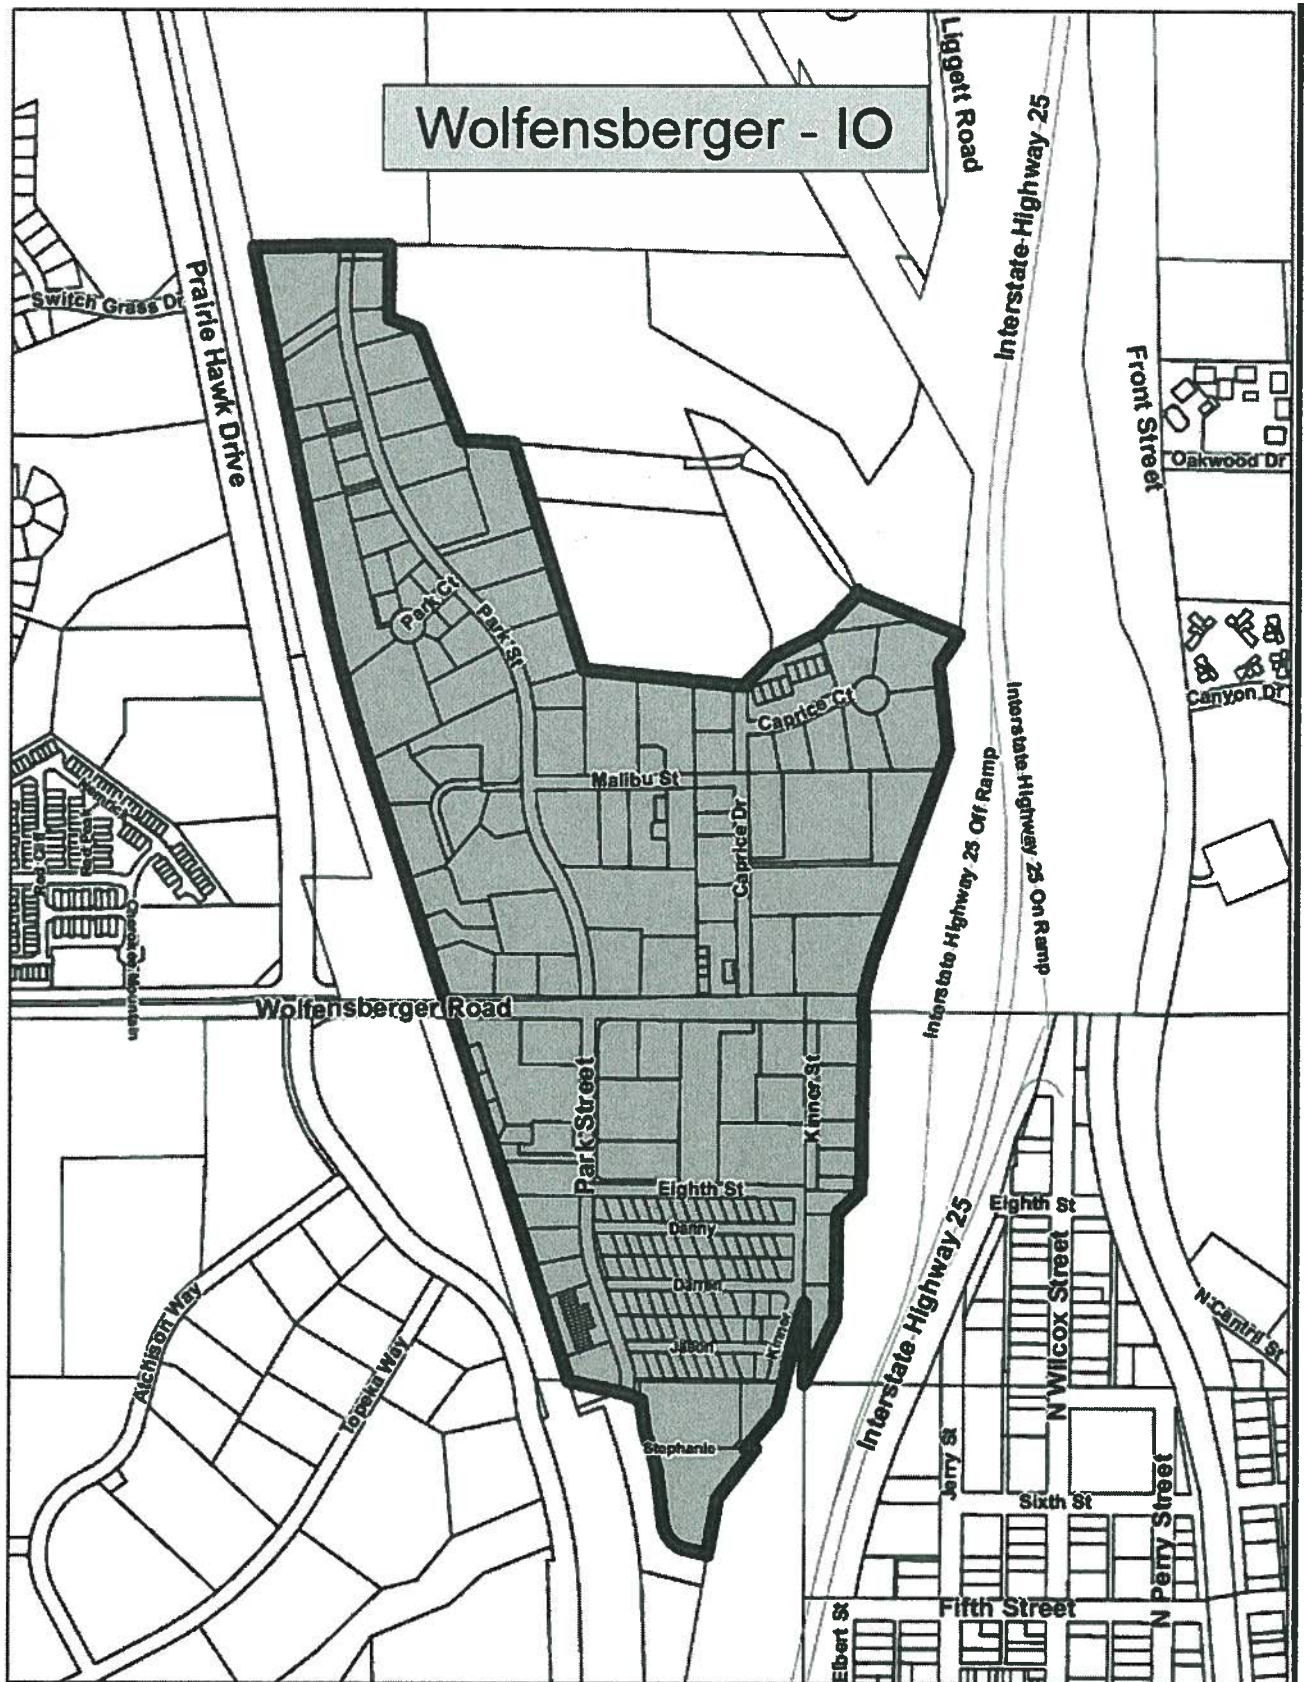 Wolfensberger - IO
Liggett Road
Interstate Highway 25
Prairie Hawk Drive
Switch Grass Dr
Front Street
Oakwood Dr
Park Ct
Park St
Canyon Dr
Caprice Ct
Malibu St
Interstate Highway 25 Off Ramp
Interstate Highway 25 On Ramp
Caprice Dr
Red Cliff
Wolfensberger Road
Park Street
Kinner St
Eighth St
Danny
Darren
Jason
Kinner
Stephanie
Atchison Way
Topeka Way
Interstate Highway 25
Eighth St
N Wilcox Street
N Cantril St
Jerry St
Sixth St
N Perry Street
Fifth Street
Elbert St